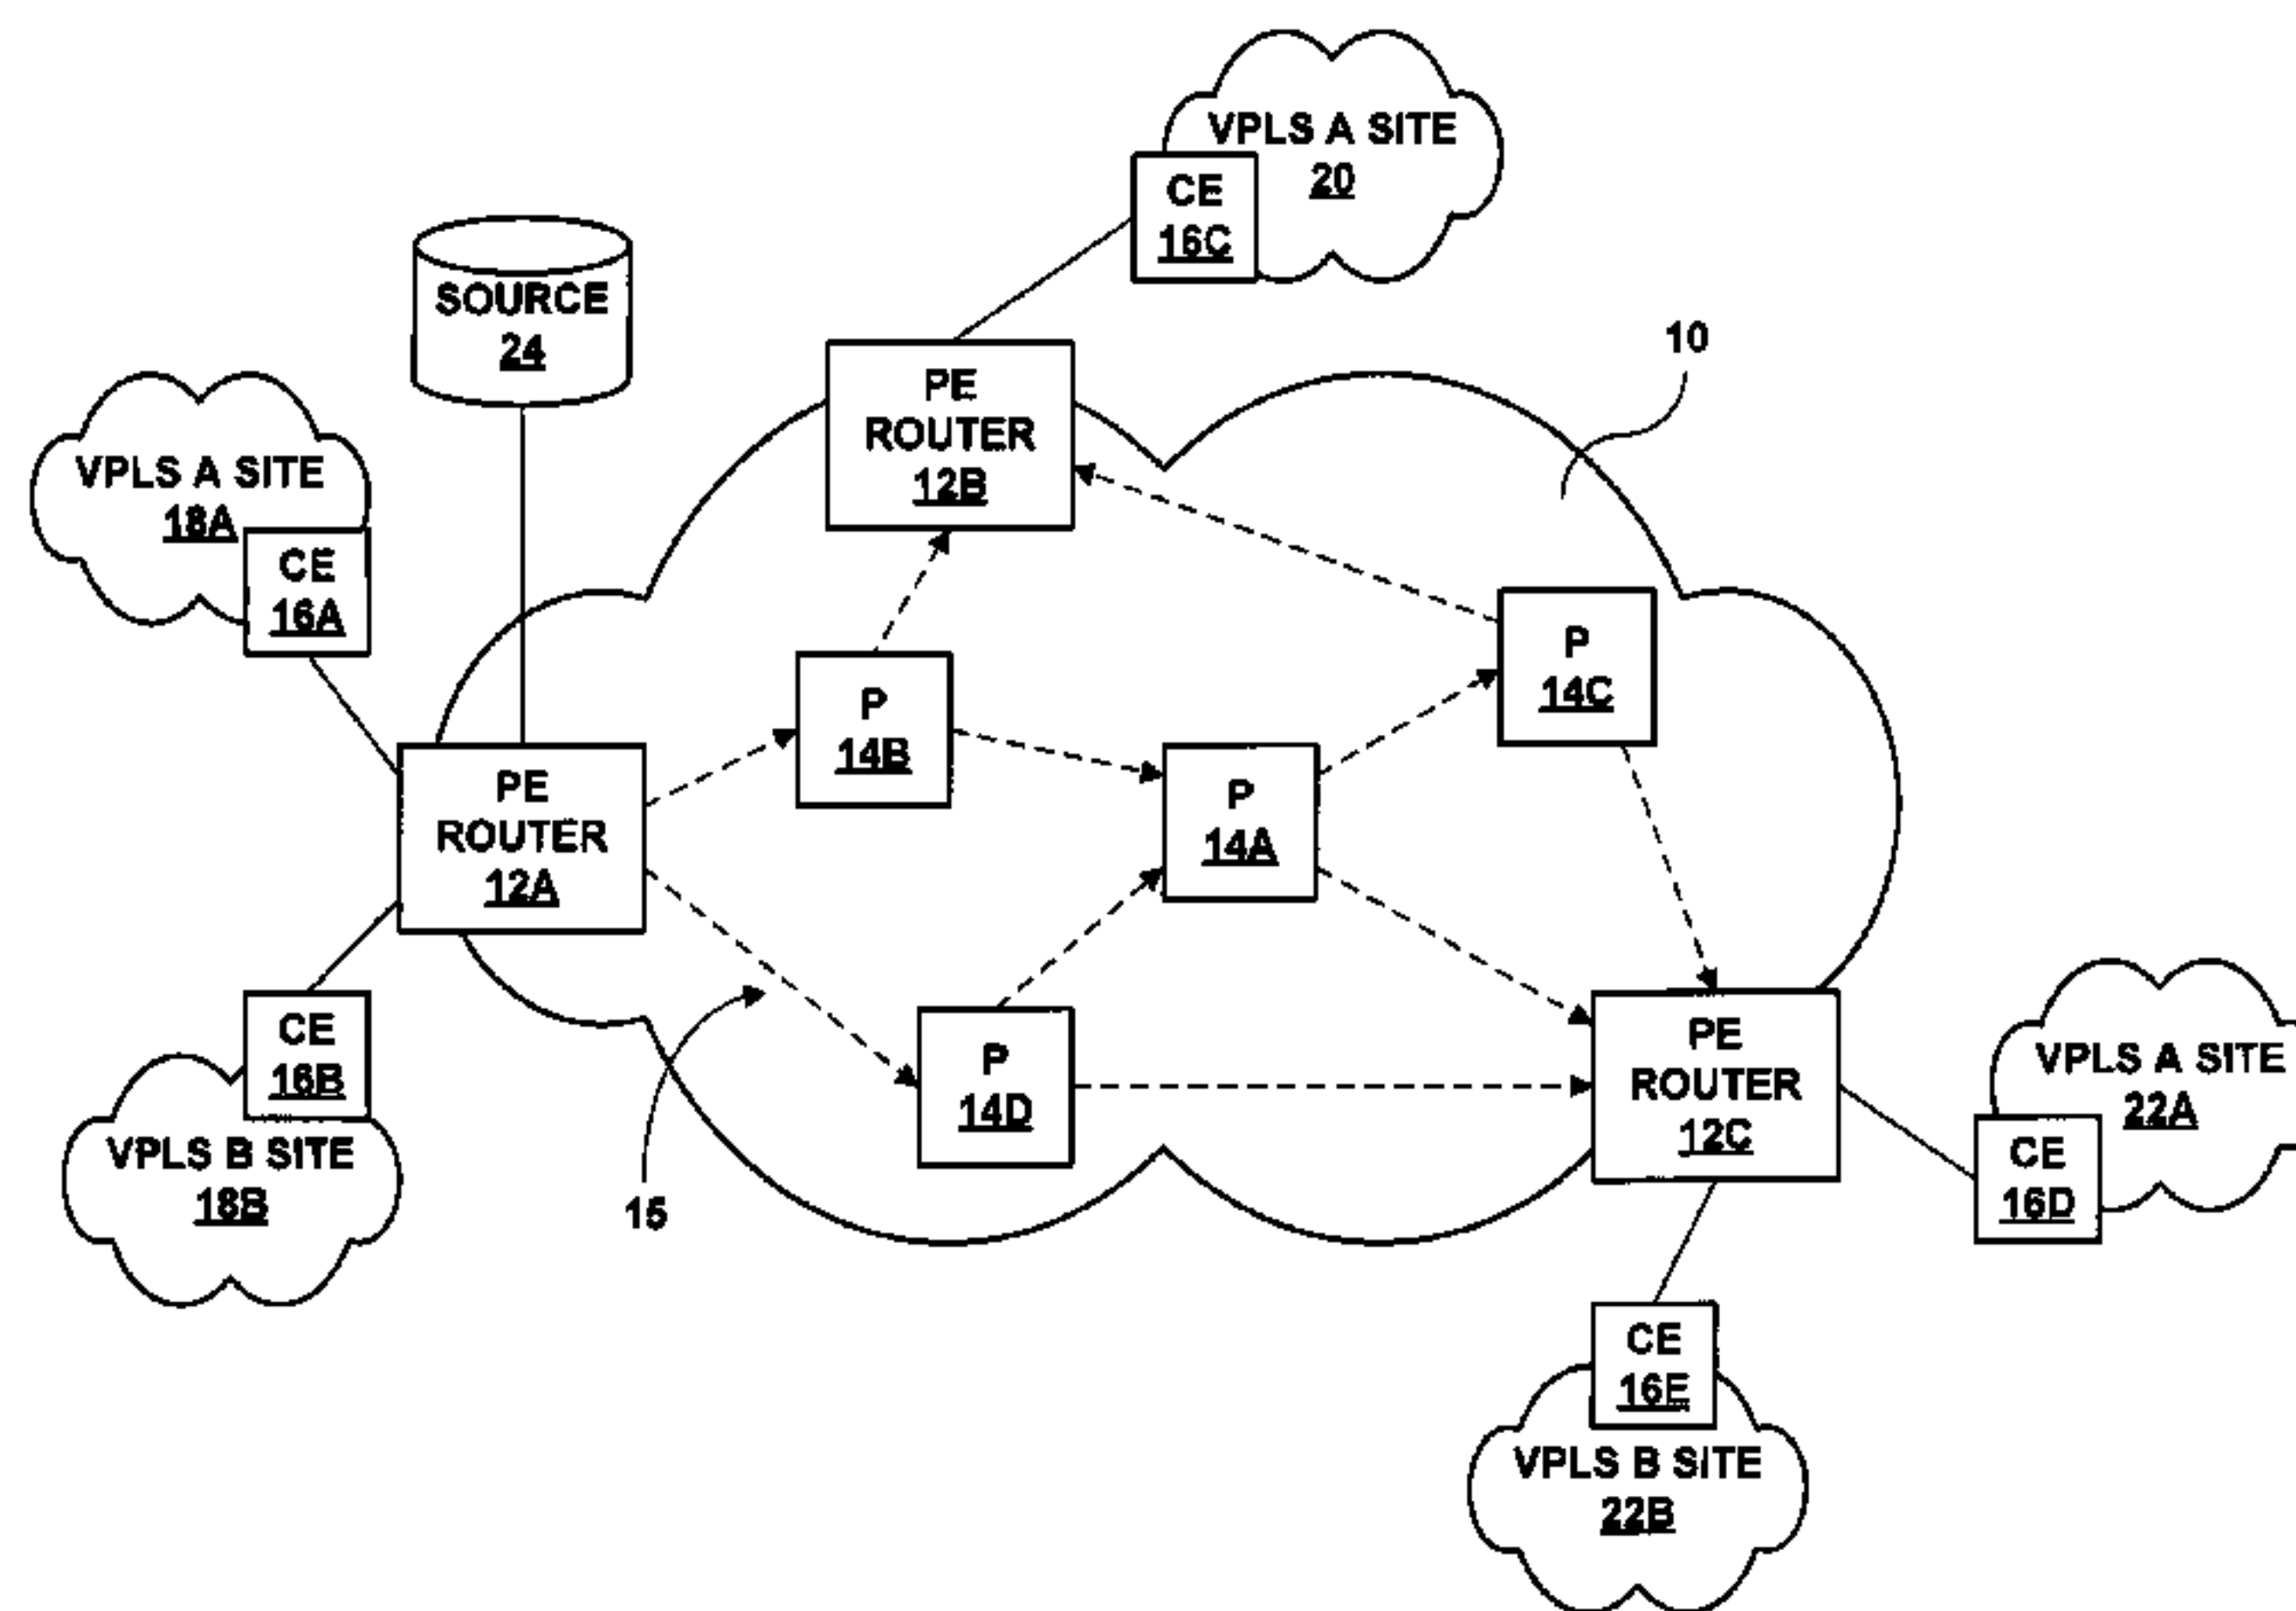 VPLS A SITE
20
CE
16C
SOURCE
24
10
PE
ROUTER
12B
VPLS A SITE
18A
CE
16A
P
14C
P
14B
PE
ROUTER
12A
P
14A
CE
16B
VPLS B SITE
18B
15
P
14D
PE
ROUTER
12C
VPLS A SITE
22A
CE
16D
CE
16E
VPLS B SITE
22B